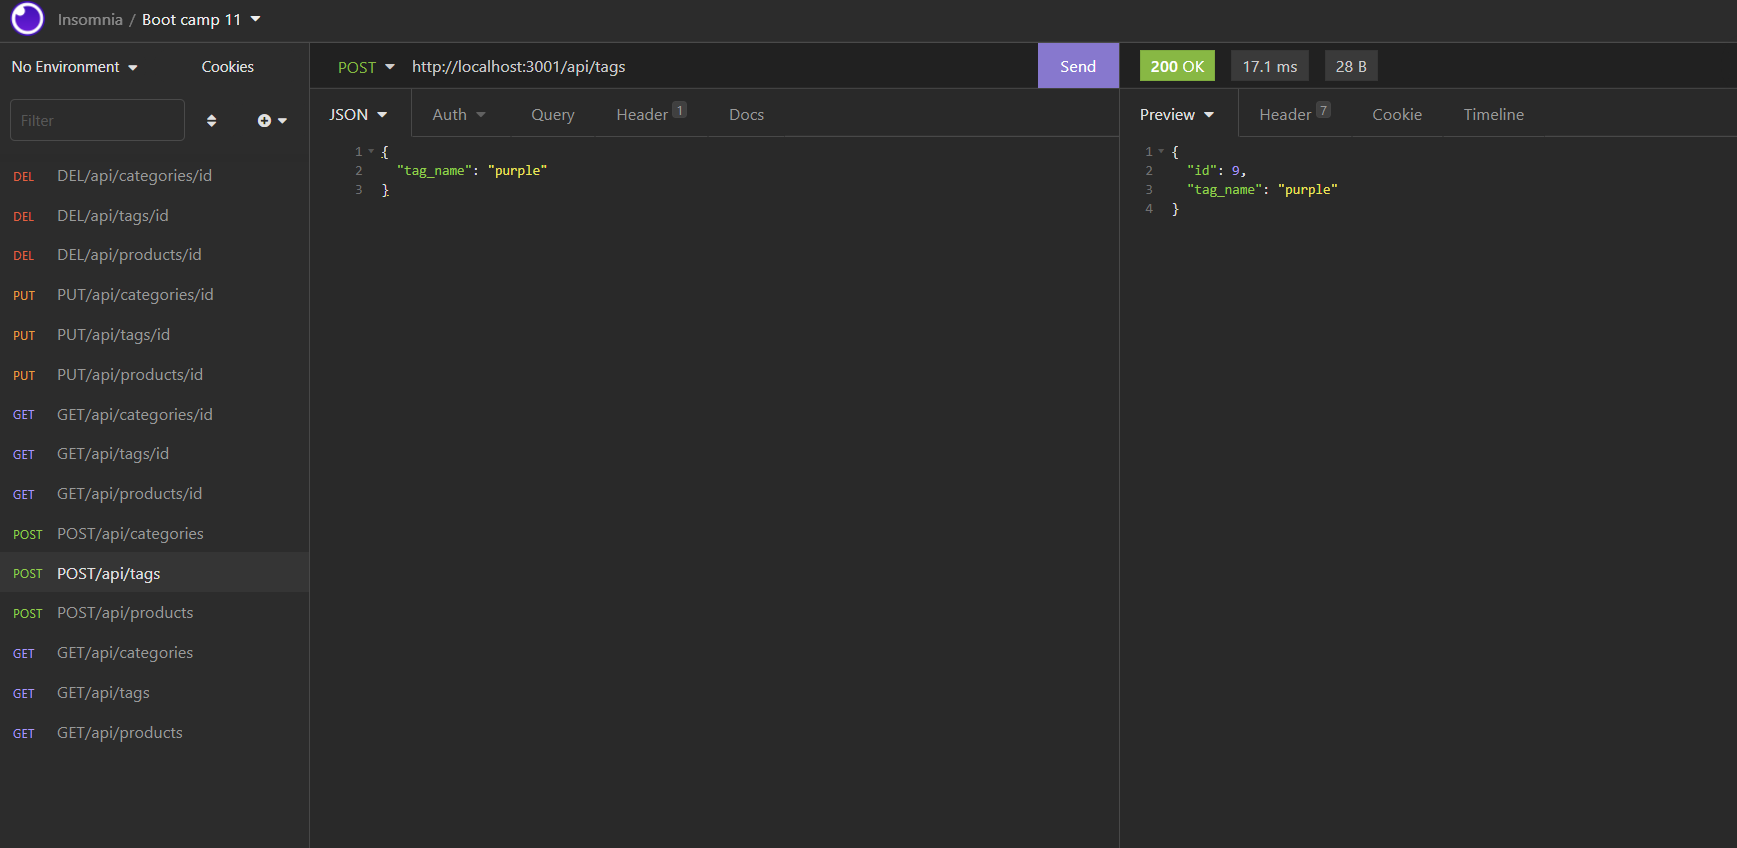 Insomnia / Boot camp 11
No Environment
Cookies
Filter
DEL DEL/api/categories/id
DEL DEL/api/tags/id
DEL DEL/api/products/id
PUT PUT/api/categories/id
PUT PUT/api/tags/id
PUT PUT/api/products/id
GET GET/api/categories/id
GET GET/api/tags/id
GET GET/api/products/id
POST POST/api/categories
POST POST/api/tags
POST POST/api/products
GET GET/api/categories
GET GET/api/tags
GET GET/api/products
POST http://localhost:3001/api/tags Send
JSON Auth Query Header 1 Docs
1 {
2 "tag_name": "purple"
3 }
200 OK 17.1 ms 28 B
Preview Header 7 Cookie Timeline
1 {
2 "id": 9,
3 "tag_name": "purple"
4 }